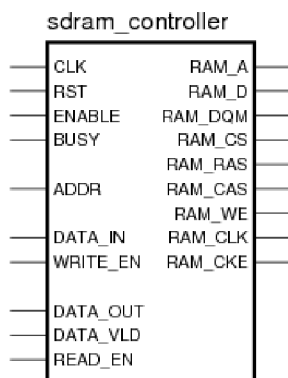 sdram_controller
CLK RAM_A
RST RAM_D
ENABLE RAM_DQM
BUSY RAM_CS
RAM_RAS
ADDR RAM_CAS
RAM_WE
DATA_IN RAM_CLK
WRITE_EN RAM_CKE
DATA_OUT
DATA_VLD
READ_EN